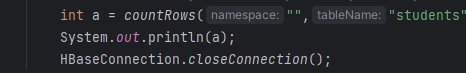 int a = countRows( namespace: "", tableName: "students"
System.out.println(a);
HBaseConnection.closeConnection();